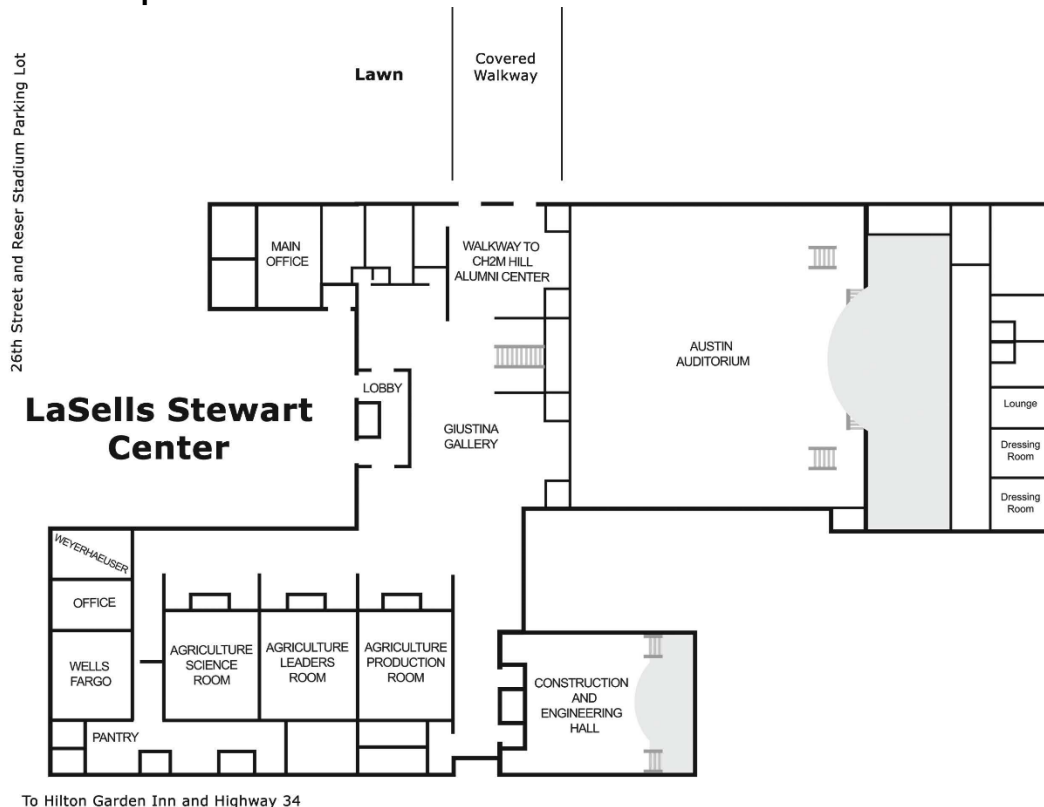 Covered
Walkway
Lawn
26th Street and Reser Stadium Parking Lot
MAIN
OFFICE
WALKWAY TO
CH2M HILL
ALUMNI CENTER
AUSTIN
AUDITORIUM
LOBBY
LaSells Stewart
Center
GIUSTINA
GALLERY
Lounge
Dressing
Room
Dressing
Room
WEYERHAEUSER
OFFICE
WELLS
FARGO
AGRICULTURE
SCIENCE
ROOM
AGRICULTURE
LEADERS
ROOM
AGRICULTURE
PRODUCTION
ROOM
CONSTRUCTION
AND
ENGINEERING
HALL
PANTRY
To Hilton Garden Inn and Highway 34